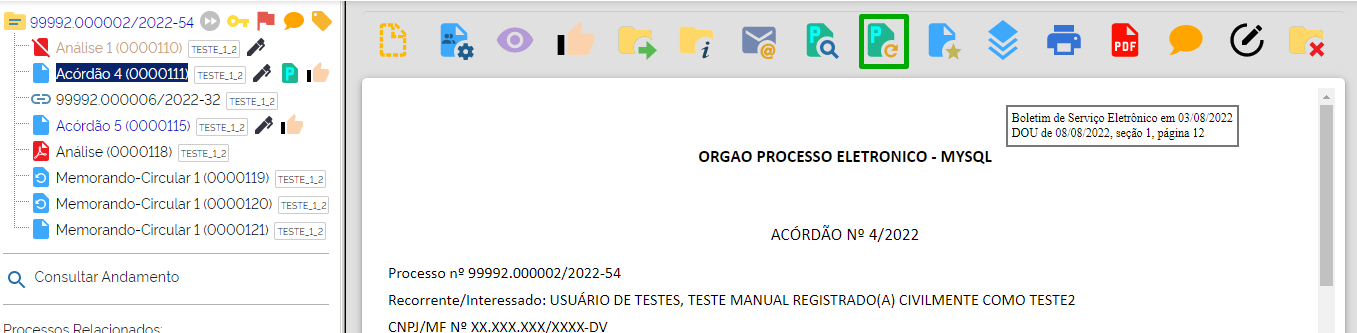 99992.000002/2022-54
Análise 1 (0000110) TESTE_1_2
Acórdão 4 (0000111) TESTE_1_2 P
99992.000006/2022-32 TESTE_1_2
Acórdão 5 (0000115) TESTE_1_2
Análise (0000118) TESTE_1_2
Memorando-Circular 1 (0000119) TESTE_1_2
Memorando-Circular 1 (0000120) TESTE_1_2
Memorando-Circular 1 (0000121) TESTE_1_2
Consultar Andamento
Processos Relacionados:
i @ P P PDF
Boletim de Serviço Eletrônico em 03/08/2022
DOU de 08/08/2022, seção 1, página 12
ORGAO PROCESSO ELETRONICO - MYSQL
ACÓRDÃO Nº 4/2022
Processo nº 99992.000002/2022-54
Recorrente/Interessado: USUÁRIO DE TESTES, TESTE MANUAL REGISTRADO(A) CIVILMENTE COMO TESTE2
CNPJ/MF Nº XX.XXX.XXX/XXXX-DV